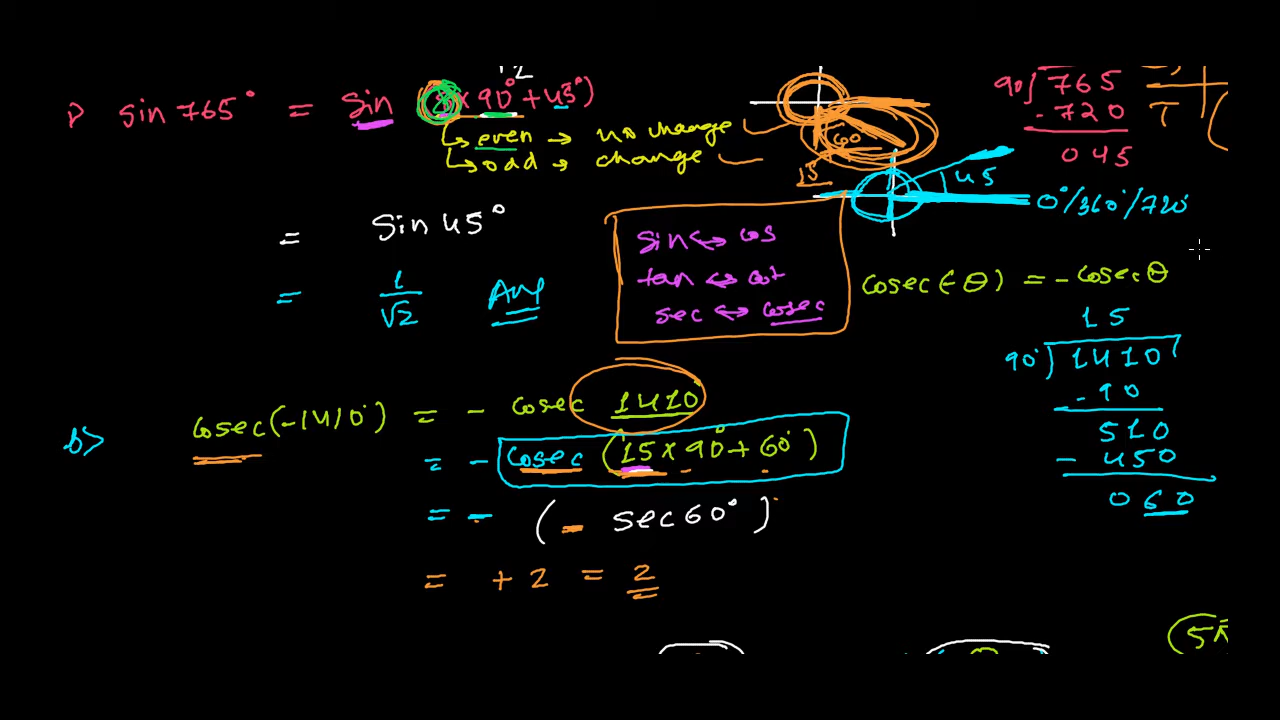 sin 765° = sin (8 × 90° + 45°)
↳ even → no change
↳ odd → change
= sin 45°
= 1/√2 Ans
sin ↔ cos
tan ↔ cot
sec ↔ cosec
90) 765
- 720
045
60
15
45
0°/360°/720°
cosec(-θ) = - cosec θ
15
90°) 1410
- 90
510
- 450
060
b> cosec(-1410°) = - cosec 1410°
= - cosec (15 × 90° + 60°)
= - (- sec 60°)
= + 2 = 2